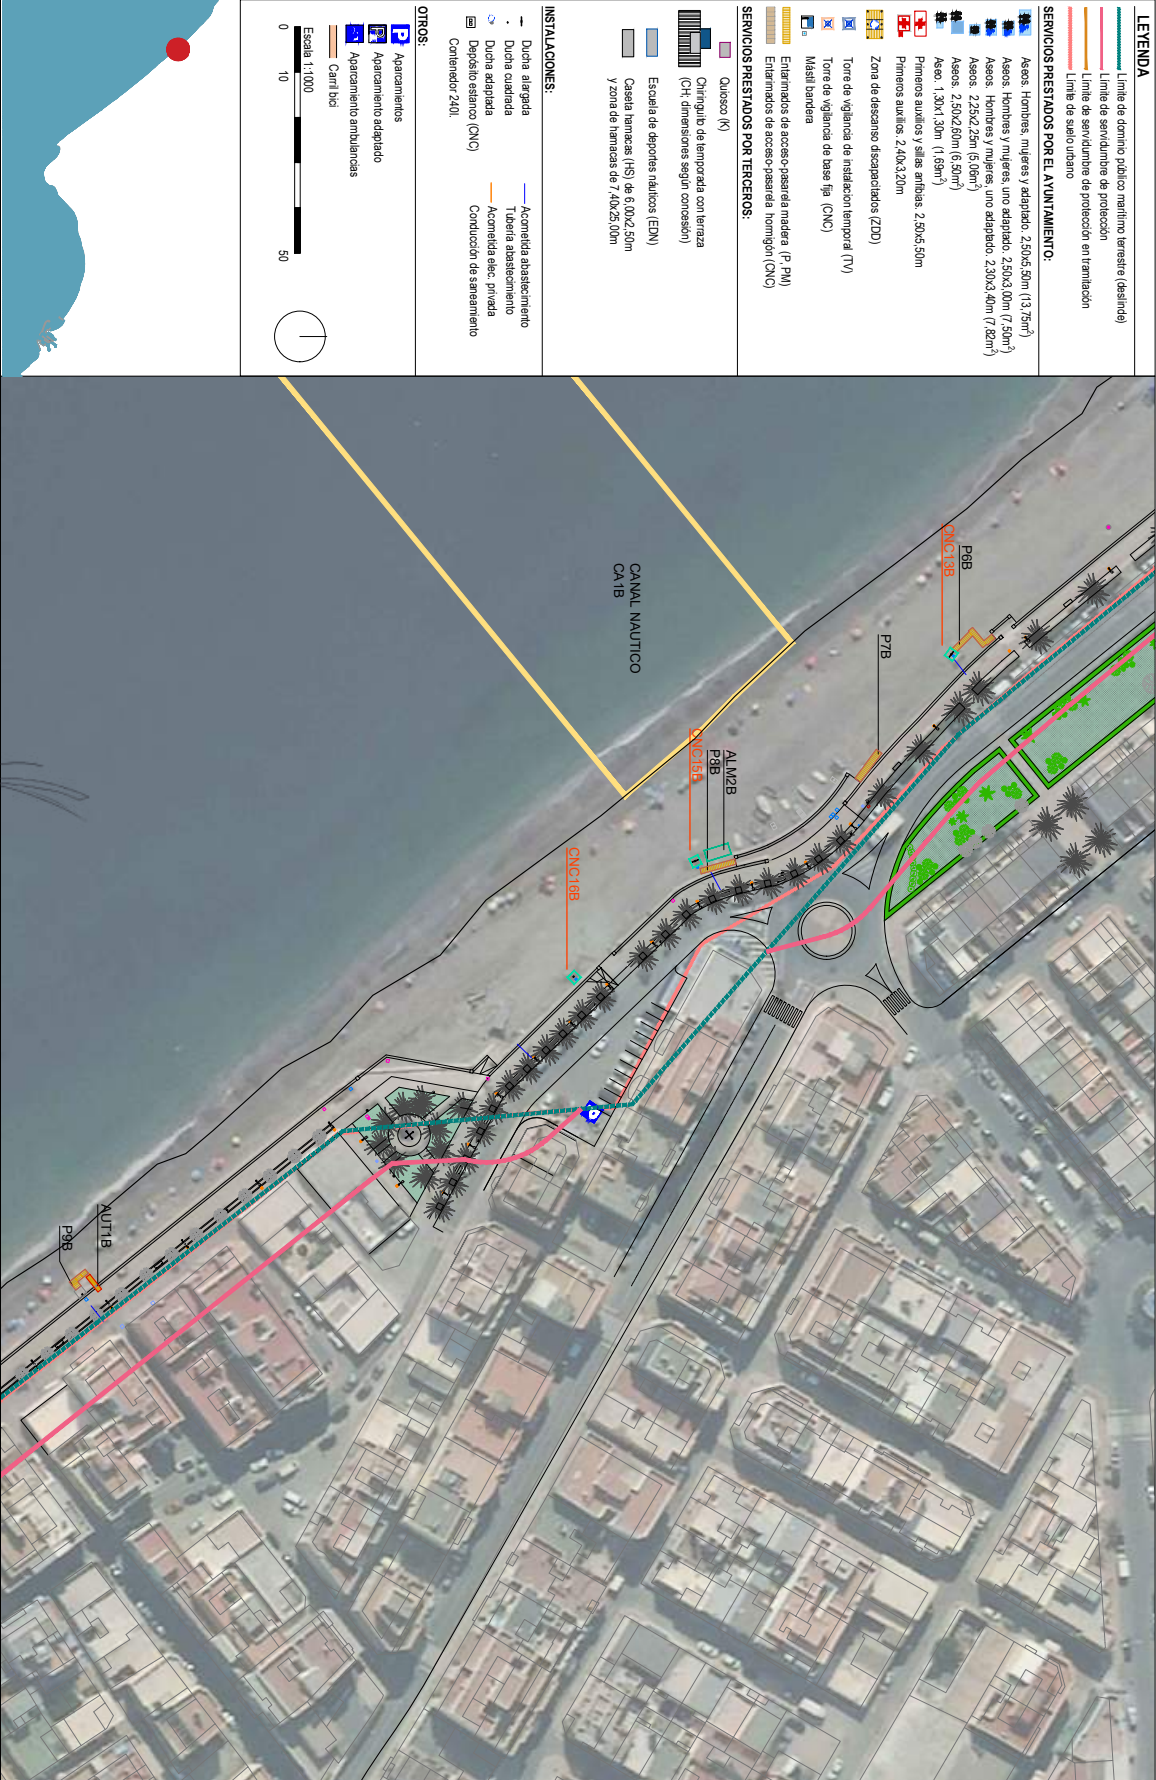 LEYENDA
Límite de dominio público marítimo terrestre (deslinde)
Límite de servidumbre de protección
Límite de servidumbre de protección en tramitación
Límite de suelo urbano
SERVICIOS PRESTADOS POR EL AYUNTAMIENTO:
Aseos. Hombres, mujeres y adaptado. 2,50x5,50m (13,75m²)
Aseos. Hombres y mujeres, uno adaptado. 2,50x3,00m (7,50m²)
Aseos. Hombres y mujeres, uno adaptado. 2,30x3,40m (7,82m²)
Aseos. 2,25x2,25m (5,06m²)
Aseos. 2,50x2,60m (6,50m²)
Aseo. 1,30x1,30m (1,69m²)
Primeros auxilios y sillas anfibias. 2,50x5,50m
Primeros auxilios. 2,40x3,20m
Zona de descanso discapacitados (ZDD)
Torre de vigilancia de instalacion temporal (TV)
Torre de vigilancia de base fija (CNC)
Mástil bandera
Entarimados de acceso-pasarela madera (P, PM)
Entarimados de acceso-pasarela hormigón (CNC)
SERVICIOS PRESTADOS POR TERCEROS:
Quiosco (K)
Chiringuito de temporada con terraza
(CH; dimensiones según concesión)
Escuela de deportes náuticos (EDN)
Caseta hamacas (HS) de 6,00x2,50m
y zona de hamacas de 7,40x25,00m
INSTALACIONES:
Ducha alargada
Ducha cuadrada
Ducha adaptada
Depósito estanco (CNC)
Contenedor 240l.
Acometida abastecimiento
Tubería abastecimiento
Acometida elec. privada
Conducción de saneamiento
OTROS:
P Aparcamientos
Aparcamiento adaptado
Aparcamiento ambulancias
Carril bici
Escala 1:1000
0 10 50
P6B
CNC13B
P7B
CANAL NAUTICO
CA1B
ALM2B
P8B
CNC15B
CNC16B
AUT1B
P9B